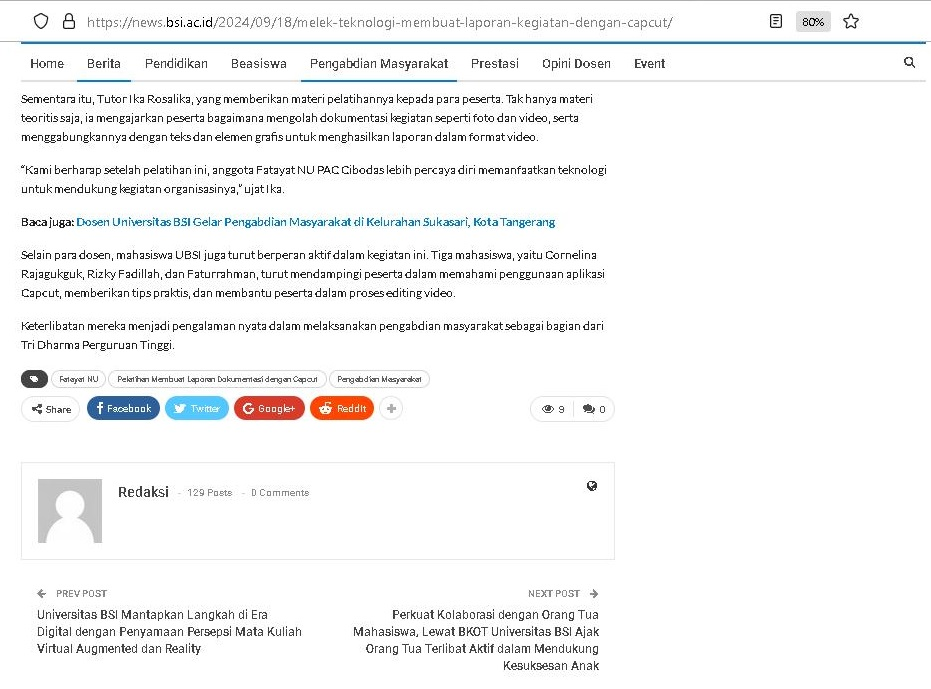 https://news.bsi.ac.id/2024/09/18/melek-teknologi-membuat-laporan-kegiatan-dengan-capcut/
80%
Home Berita Pendidikan Beasiswa Pengabdian Masyarakat Prestasi Opini Dosen Event
Sementara itu, Tutor Ika Rosalika, yang memberikan materi pelatihannya kepada para peserta. Tak hanya materi
teoritis saja, ia mengajarkan peserta bagaimana mengolah dokumentasi kegiatan seperti foto dan video, serta
menggabungkannya dengan teks dan elemen grafis untuk menghasilkan laporan dalam format video.
“Kami berharap setelah pelatihan ini, anggota Fatayat NU PAC Cibodas lebih percaya diri memanfaatkan teknologi
untuk mendukung kegiatan organisasinya,” ujat Ika.
Baca juga: Dosen Universitas BSI Gelar Pengabdian Masyarakat di Kelurahan Sukasari, Kota Tangerang
Selain para dosen, mahasiswa UBSI juga turut berperan aktif dalam kegiatan ini. Tiga mahasiswa, yaitu Cornelina
Rajagukguk, Rizky Fadillah, dan Faturrahman, turut mendampingi peserta dalam memahami penggunaan aplikasi
Capcut, memberikan tips praktis, dan membantu peserta dalam proses editing video.
Keterlibatan mereka menjadi pengalaman nyata dalam melaksanakan pengabdian masyarakat sebagai bagian dari
Tri Dharma Perguruan Tinggi.
Fatayat NU Pelatihan Membuat Laporan Dokumentasi dengan Capcut Pengabdian Masyarakat
Share Facebook Twitter Google+ ReddIt + 9 0
Redaksi - 129 Posts - 0 Comments
PREV POST
Universitas BSI Mantapkan Langkah di Era
Digital dengan Penyamaan Persepsi Mata Kuliah
Virtual Augmented dan Reality
NEXT POST
Perkuat Kolaborasi dengan Orang Tua
Mahasiswa, Lewat BKOT Universitas BSI Ajak
Orang Tua Terlibat Aktif dalam Mendukung
Kesuksesan Anak